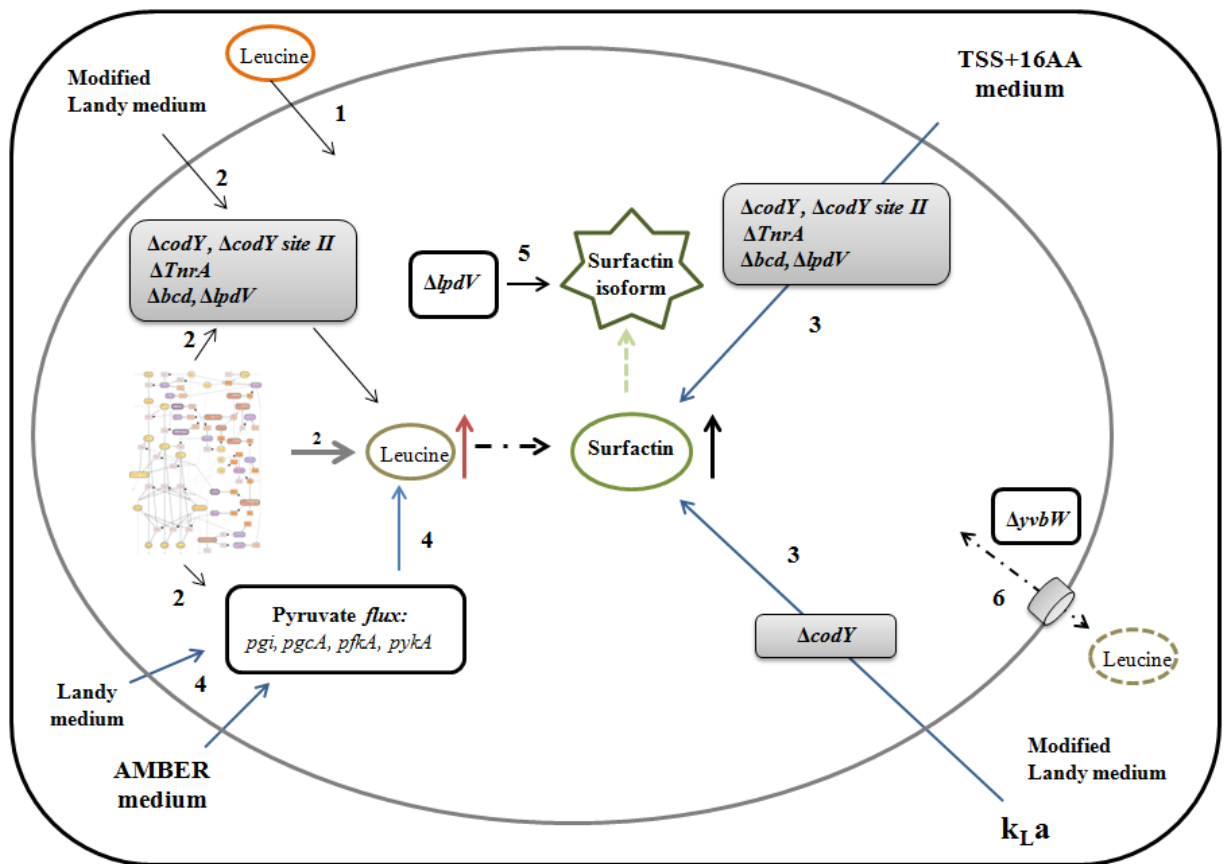 Leucine
Modified
Landy medium
1
2
TSS+16AA
medium
ΔcodY, ΔcodY site II
ΔTnrA
Δbcd, ΔlpdV
2
ΔlpdV
5
Surfactin
isoform
ΔcodY, ΔcodY site II
ΔTnrA
Δbcd, ΔlpdV
3
2
Leucine
Surfactin
4
2
Pyruvate flux:
pgi, pgcA, pfkA, pykA
4
Landy
medium
AMBER
medium
3
ΔcodY
ΔyvbW
6
Leucine
Modified
Landy medium
kLa